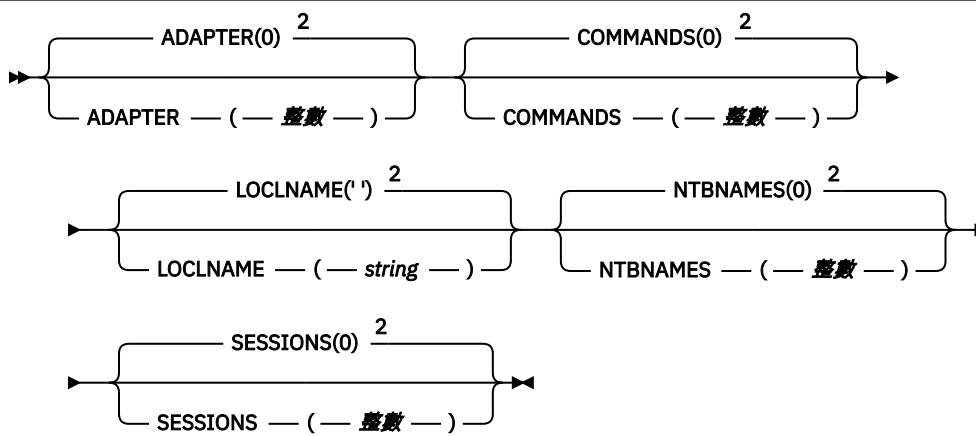 ADAPTER(0) 2 COMMANDS(0) 2
ADAPTER ( 整數 ) COMMANDS ( 整數 )
LOCLNAME(' ') 2 NTBNAMES(0) 2
LOCLNAME ( string ) NTBNAMES ( 整數 )
SESSIONS(0) 2
SESSIONS ( 整數 )